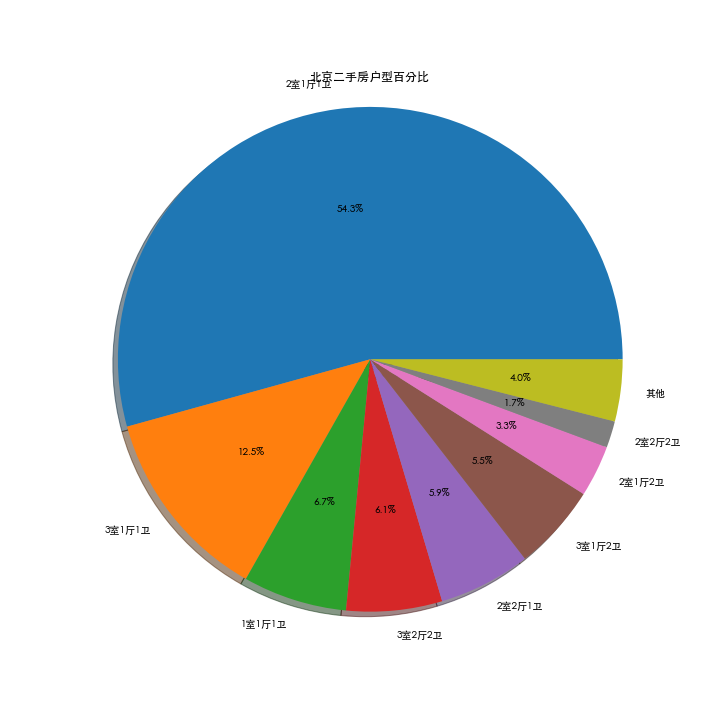 北京二手房户型百分比
2室1厅1卫
54.3%
4.0%
其他
1.7%
2室2厅2卫
3.3%
2室1厅2卫
12.5%
5.5%
3室1厅2卫
6.7%
6.1%
5.9%
3室1厅1卫
2室2厅1卫
1室1厅1卫
3室2厅2卫